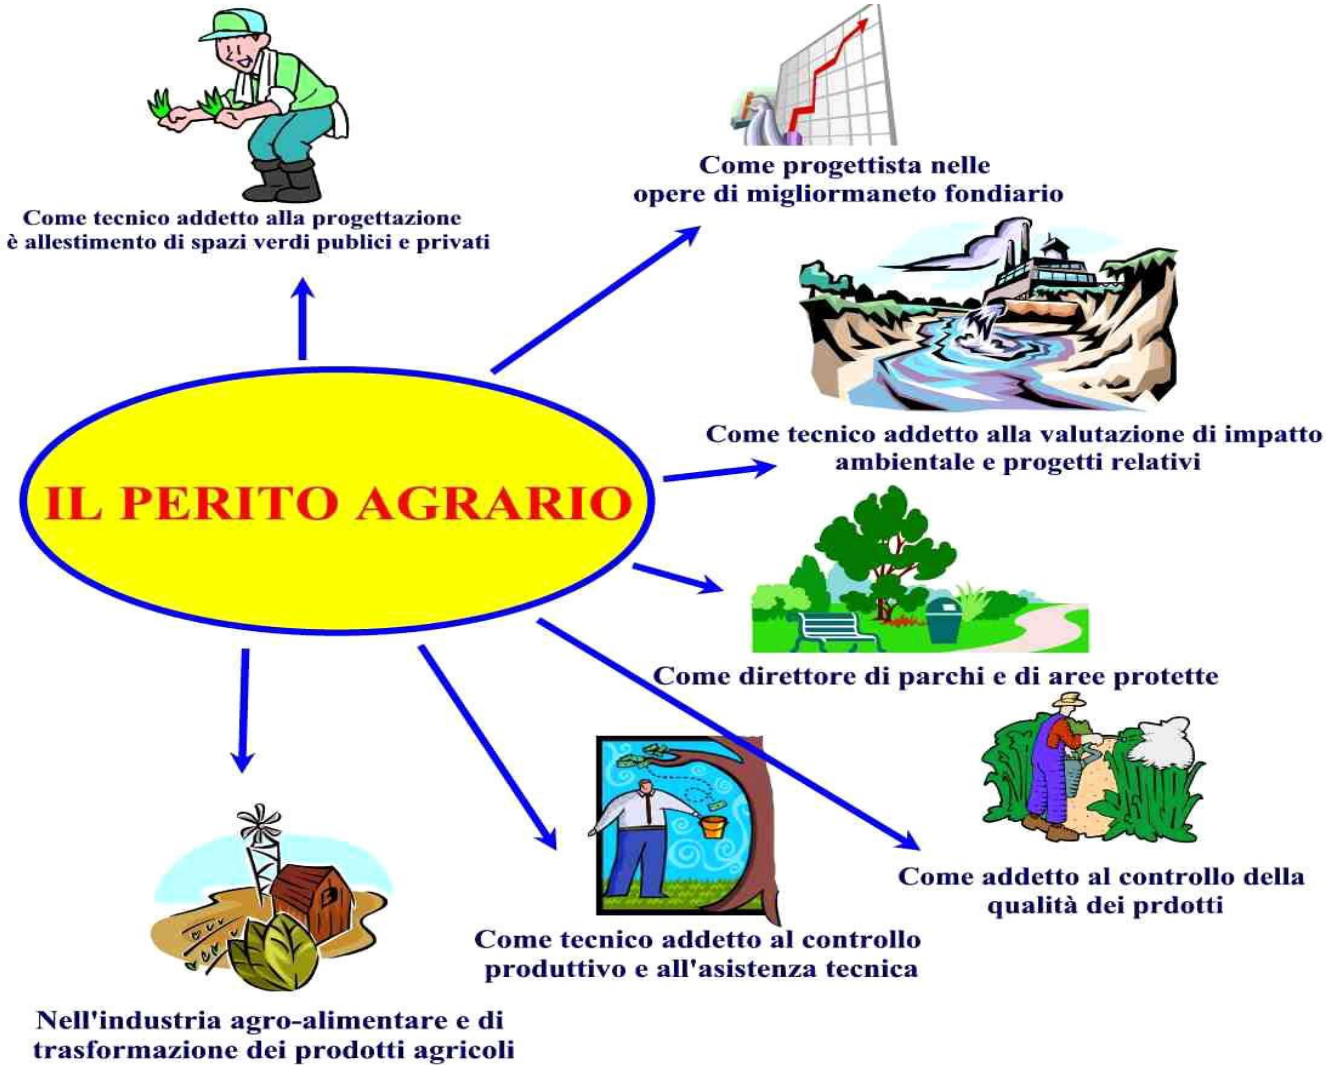 Come progettista nelle
opere di migliormaneto fondiario
Come tecnico addetto alla progettazione
è allestimento di spazi verdi publici e privati
Come tecnico addetto alla valutazione di impatto
ambientale e progetti relativi
IL PERITO AGRARIO
Come direttore di parchi e di aree protette
Come addetto al controllo della
qualità dei prdotti
Come tecnico addetto al controllo
produttivo e all'asistenza tecnica
Nell'industria agro-alimentare e di
trasformazione dei prodotti agricoli